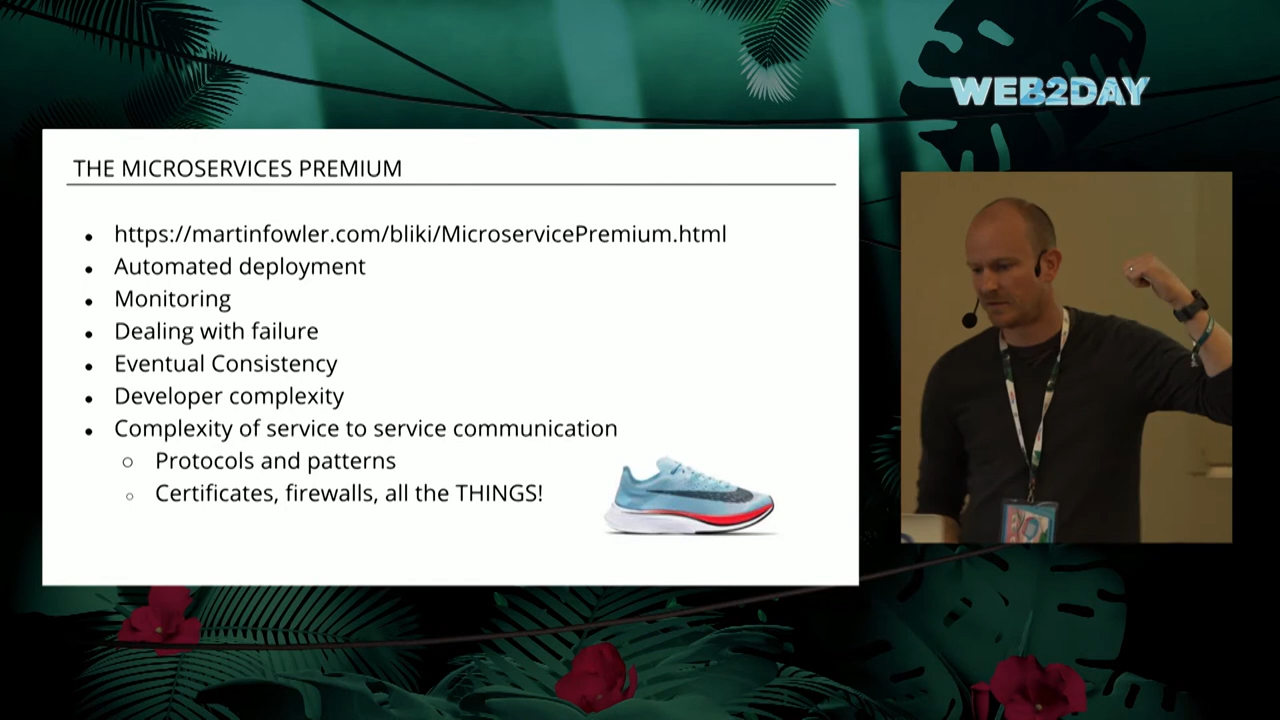 WEB2DAY
THE MICROSERVICES PREMIUM
https://martinfowler.com/bliki/MicroservicePremium.html
Automated deployment
Monitoring
Dealing with failure
Eventual Consistency
Developer complexity
Complexity of service to service communication
Protocols and patterns
Certificates, firewalls, all the THINGS!